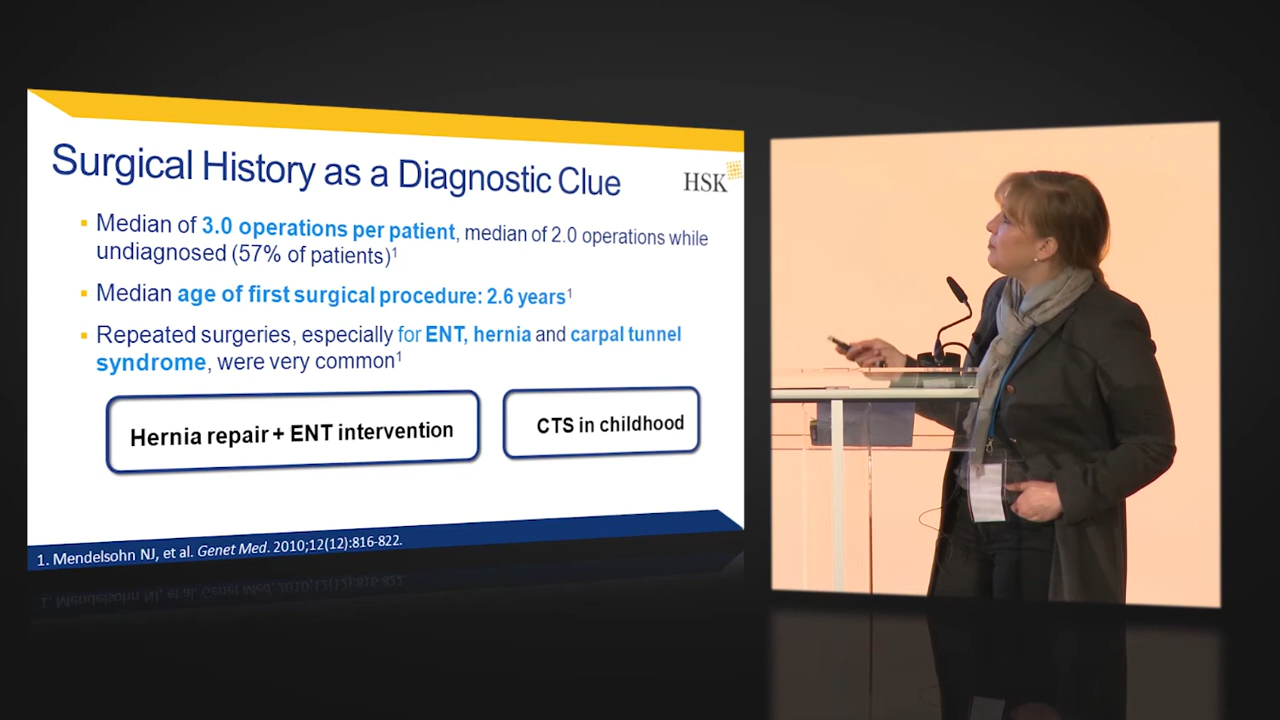 Surgical History as a Diagnostic Clue
HSK
▪ Median of 3.0 operations per patient, median of 2.0 operations while
undiagnosed (57% of patients)¹
▪ Median age of first surgical procedure: 2.6 years¹
▪ Repeated surgeries, especially for ENT, hernia and carpal tunnel
syndrome, were very common¹
Hernia repair + ENT intervention
CTS in childhood
1. Mendelsohn NJ, et al. Genet Med. 2010;12(12):816-822.